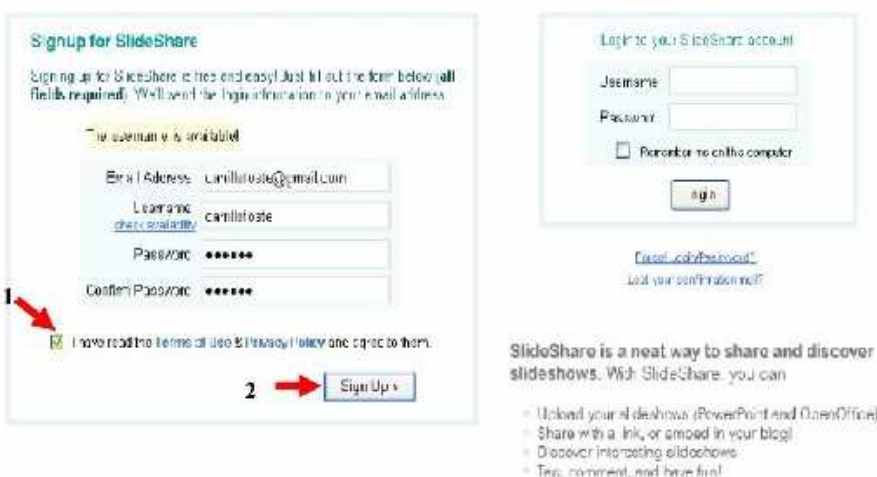 Signup for SlideShare
Signing up for SlideShare is free and easy! Just fill out the form below (all
fields required). We'll send the login information to your email address.
The username is available!
Email Address camillofoste@gmail.com
Username camillofoste
check availability
Password ••••••
Confirm Password ••••••
1
I have read the Terms of Use & Privacy Policy and agree to them.
2
Sign Up »
Login to your SlideShare account
Username
Password
Remember me on this computer
Login
Forgot Login/Password?
Lost your confirmation mail?
SlideShare is a neat way to share and discover
slideshows. With SlideShare, you can
Upload your slideshows (PowerPoint and OpenOffice)
Share with a link, or embed in your blog!
Discover interesting slideshows
Tag, comment, and have fun!